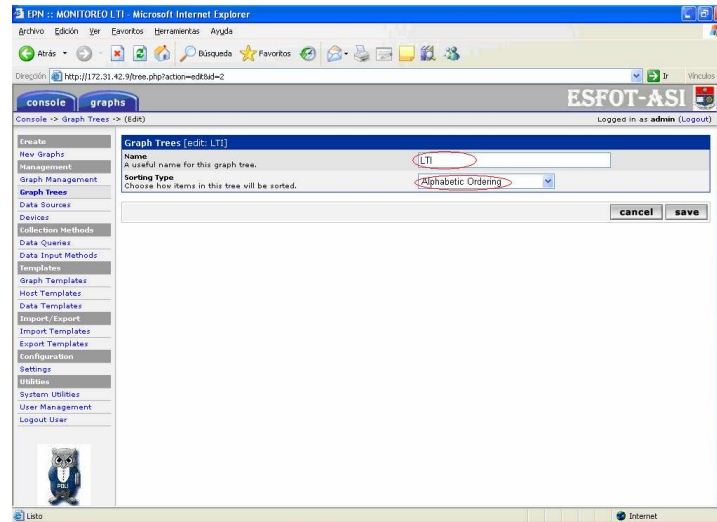 EPN :: MONITOREO LTI - Microsoft Internet Explorer
Archivo Edición Ver Favoritos Herramientas Ayuda
Atrás Búsqueda Favoritos
Dirección http://172.31.42.9/tree.php?action=edit&id=2 Ir Vínculos
console graphs ESFOT-ASI
Console -> Graph Trees -> (Edit) Logged in as admin (Logout)
Create
New Graphs
Management
Graph Management
Graph Trees
Data Sources
Devices
Collection Methods
Data Queries
Data Input Methods
Templates
Graph Templates
Host Templates
Data Templates
Import/Export
Import Templates
Export Templates
Configuration
Settings
Utilities
System Utilities
User Management
Logout User
POLI
Graph Trees [edit: LTI]
Name
A useful name for this graph tree.
LTI
Sorting Type
Choose how items in this tree will be sorted.
Alphabetic Ordering
cancel save
Listo Internet